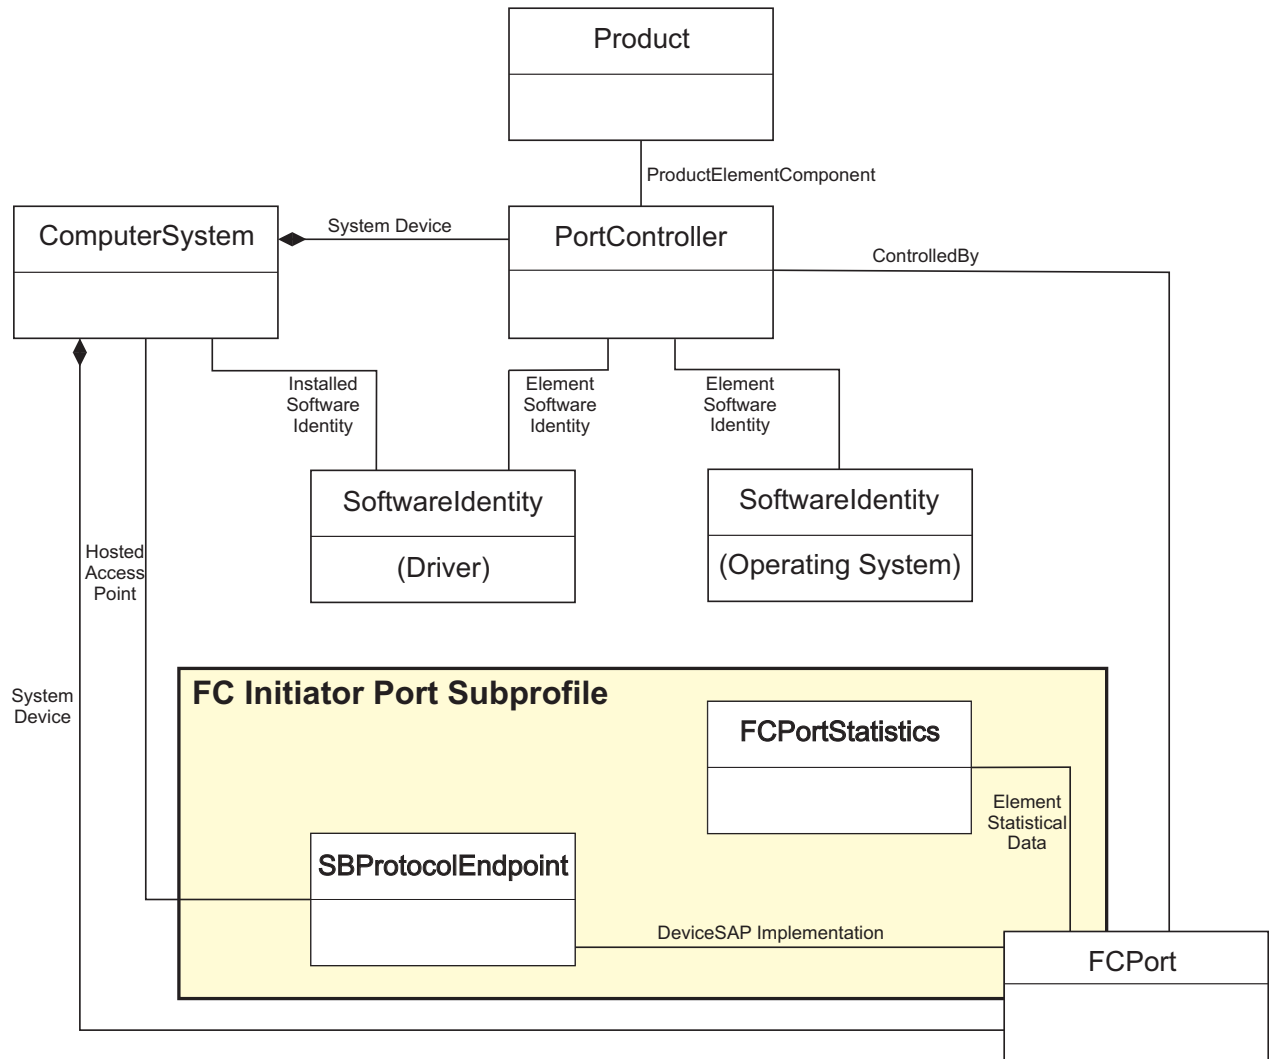 Product
ProductElementComponent
ComputerSystem
System Device
PortController
ControlledBy
Installed
Software
Identity
Element
Software
Identity
Element
Software
Identity
SoftwareIdentity
(Driver)
SoftwareIdentity
(Operating System)
Hosted
Access
Point
System
Device
FC Initiator Port Subprofile
FCPortStatistics
Element
Statistical
Data
SBProtocolEndpoint
DeviceSAP Implementation
FCPort